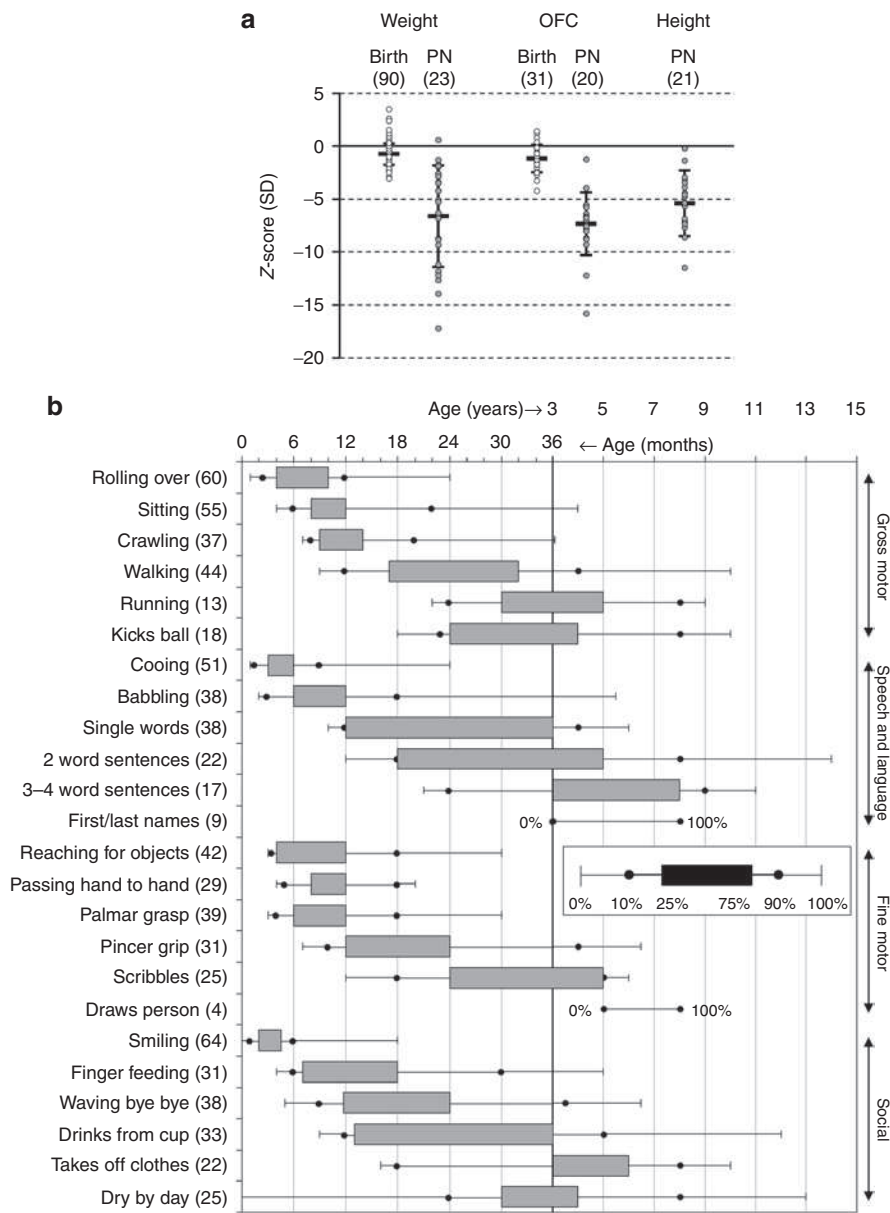 a
Weight OFC Height
Birth PN Birth PN PN
(90) (23) (31) (20) (21)
5
0
−5
−10
−15
−20
Z-score (SD)
b
Age (years)→ 3 5 7 9 11 13 15
0 6 12 18 24 30 36 ← Age (months)
Rolling over (60)
Sitting (55)
Crawling (37)
Walking (44)
Running (13)
Kicks ball (18)
Gross motor
Cooing (51)
Babbling (38)
Single words (38)
2 word sentences (22)
3–4 word sentences (17)
First/last names (9) 0% 100%
Speech and language
Reaching for objects (42)
Passing hand to hand (29)
Palmar grasp (39)
Pincer grip (31)
Scribbles (25)
Draws person (4) 0% 100%
Fine motor
0% 10% 25% 75% 90% 100%
Smiling (64)
Finger feeding (31)
Waving bye bye (38)
Drinks from cup (33)
Takes off clothes (22)
Dry by day (25)
Social